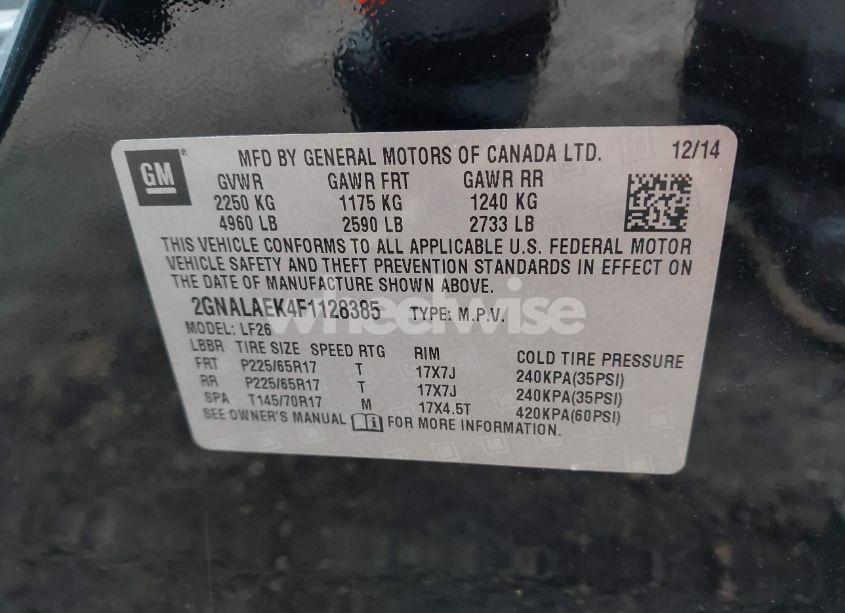 GM
MFD BY GENERAL MOTORS OF CANADA LTD. 12/14
GVWR GAWR FRT GAWR RR
2250 KG 1175 KG 1240 KG
4960 LB 2590 LB 2733 LB
THIS VEHICLE CONFORMS TO ALL APPLICABLE U.S. FEDERAL MOTOR
VEHICLE SAFETY AND THEFT PREVENTION STANDARDS IN EFFECT ON
THE DATE OF MANUFACTURE SHOWN ABOVE.
2GNALAEK4F1128385 TYPE: M.P.V.
wheelwise
MODEL: LF26
LBBR TIRE SIZE SPEED RTG RIM COLD TIRE PRESSURE
FRT P225/65R17 T 17X7J 240KPA(35PSI)
RR P225/65R17 T 17X7J 240KPA(35PSI)
SPA T145/70R17 M 17X4.5T 420KPA(60PSI)
SEE OWNER'S MANUAL FOR MORE INFORMATION.